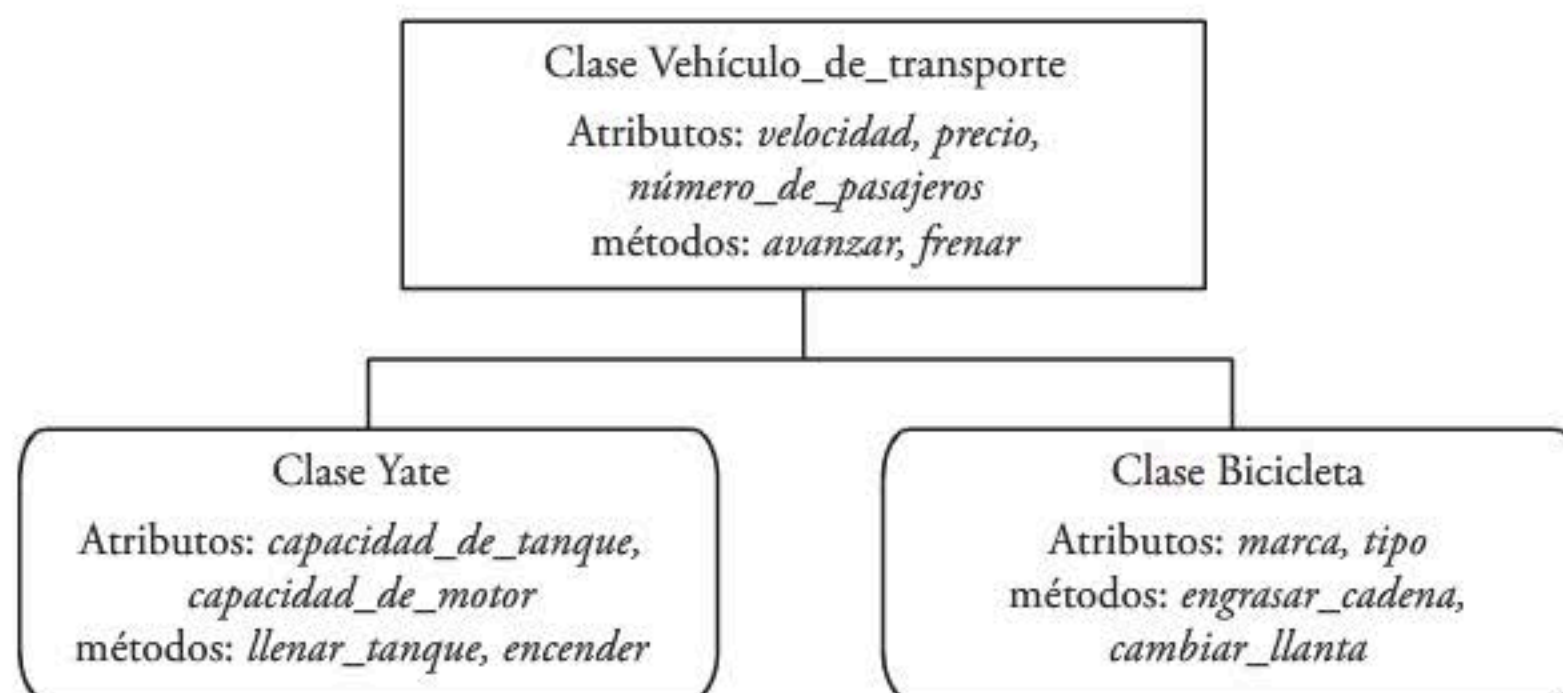 Clase Vehículo_de_transporte
Atributos: velocidad, precio,
número_de_pasajeros
métodos: avanzar, frenar
Clase Yate
Atributos: capacidad_de_tanque,
capacidad_de_motor
métodos: llenar_tanque, encender
Clase Bicicleta
Atributos: marca, tipo
métodos: engrasar_cadena,
cambiar_llanta